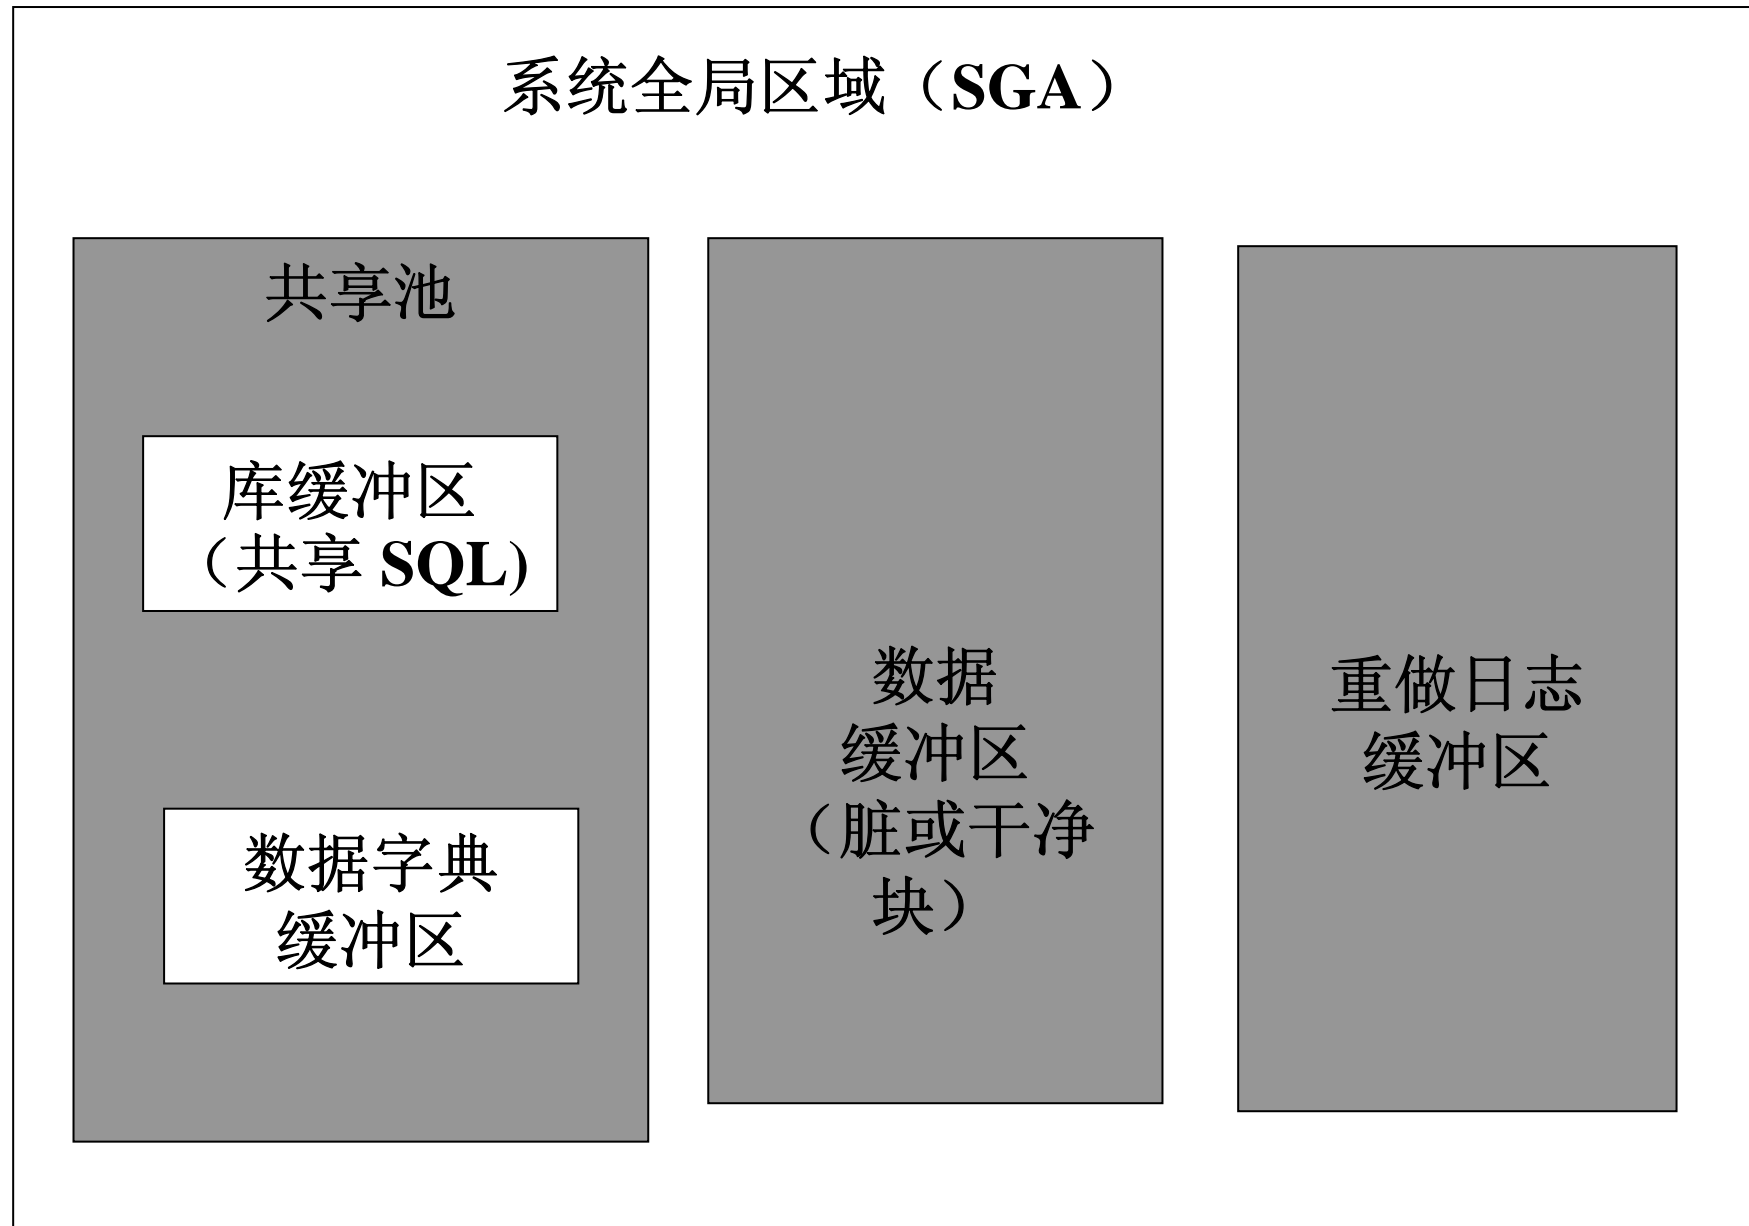 系统全局区域（SGA）
共享池
库缓冲区
（共享 SQL)
数据字典
缓冲区
数据
缓冲区
（脏或干净
块）
重做日志
缓冲区